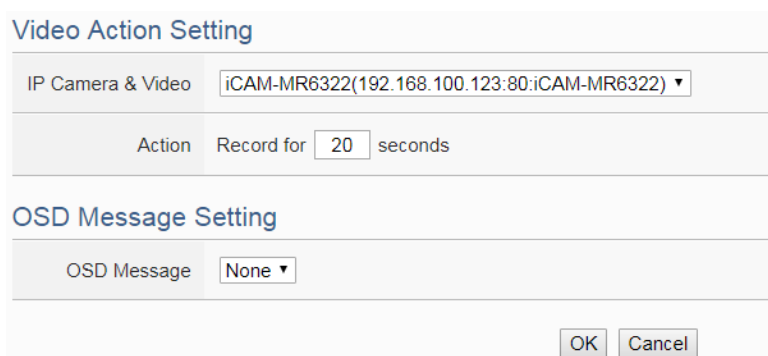 Video Action Setting
IP Camera & Video iCAM-MR6322(192.168.100.123:80:iCAM-MR6322)
Action Record for 20 seconds
OSD Message Setting
OSD Message None
OK Cancel